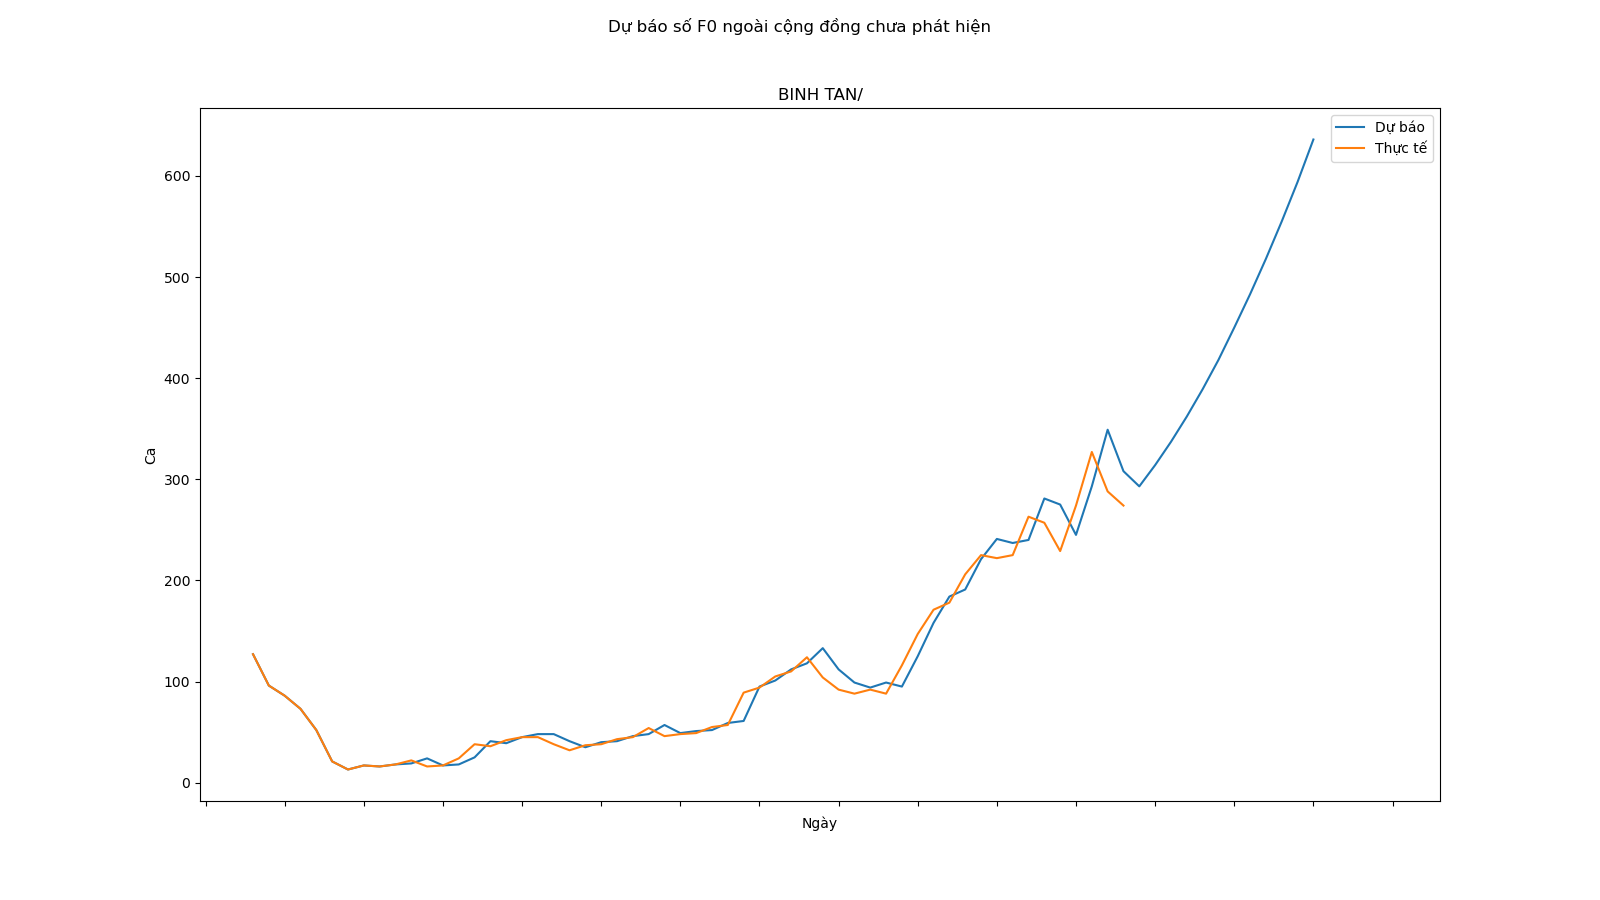 Dự báo số F0 ngoài cộng đồng chưa phát hiện
BINH TAN/
Dự báo
Thực tế
600
500
400
300
200
100
0
Ca
Ngày